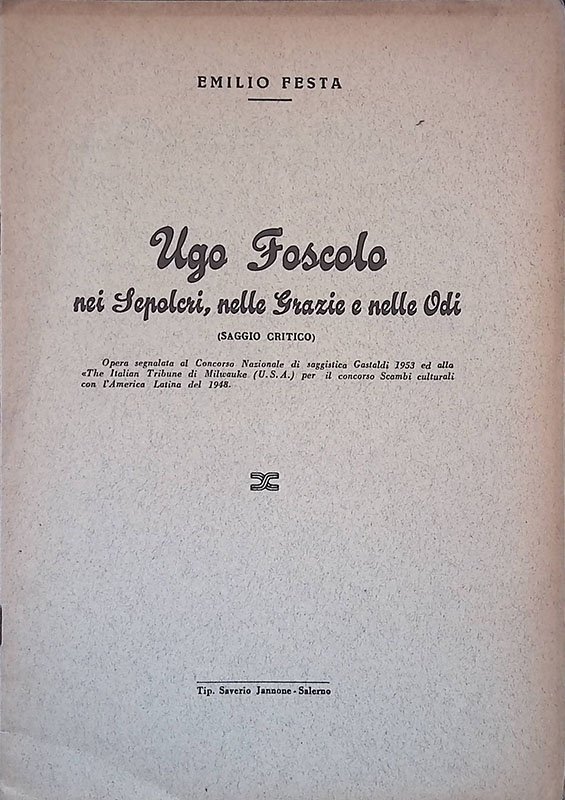 EMILIO FESTA
Ugo Foscolo
nei Sepolcri, nelle Grazie e nelle Odi
(SAGGIO CRITICO)
Opera segnalata al Concorso Nazionale di saggistica Gastaldi 1953 ed alla
«The Italian Tribune di Milwauke (U.S.A.) per il concorso Scambi culturali
con l'America Latina del 1948.
Tip. Saverio Jannone - Salerno